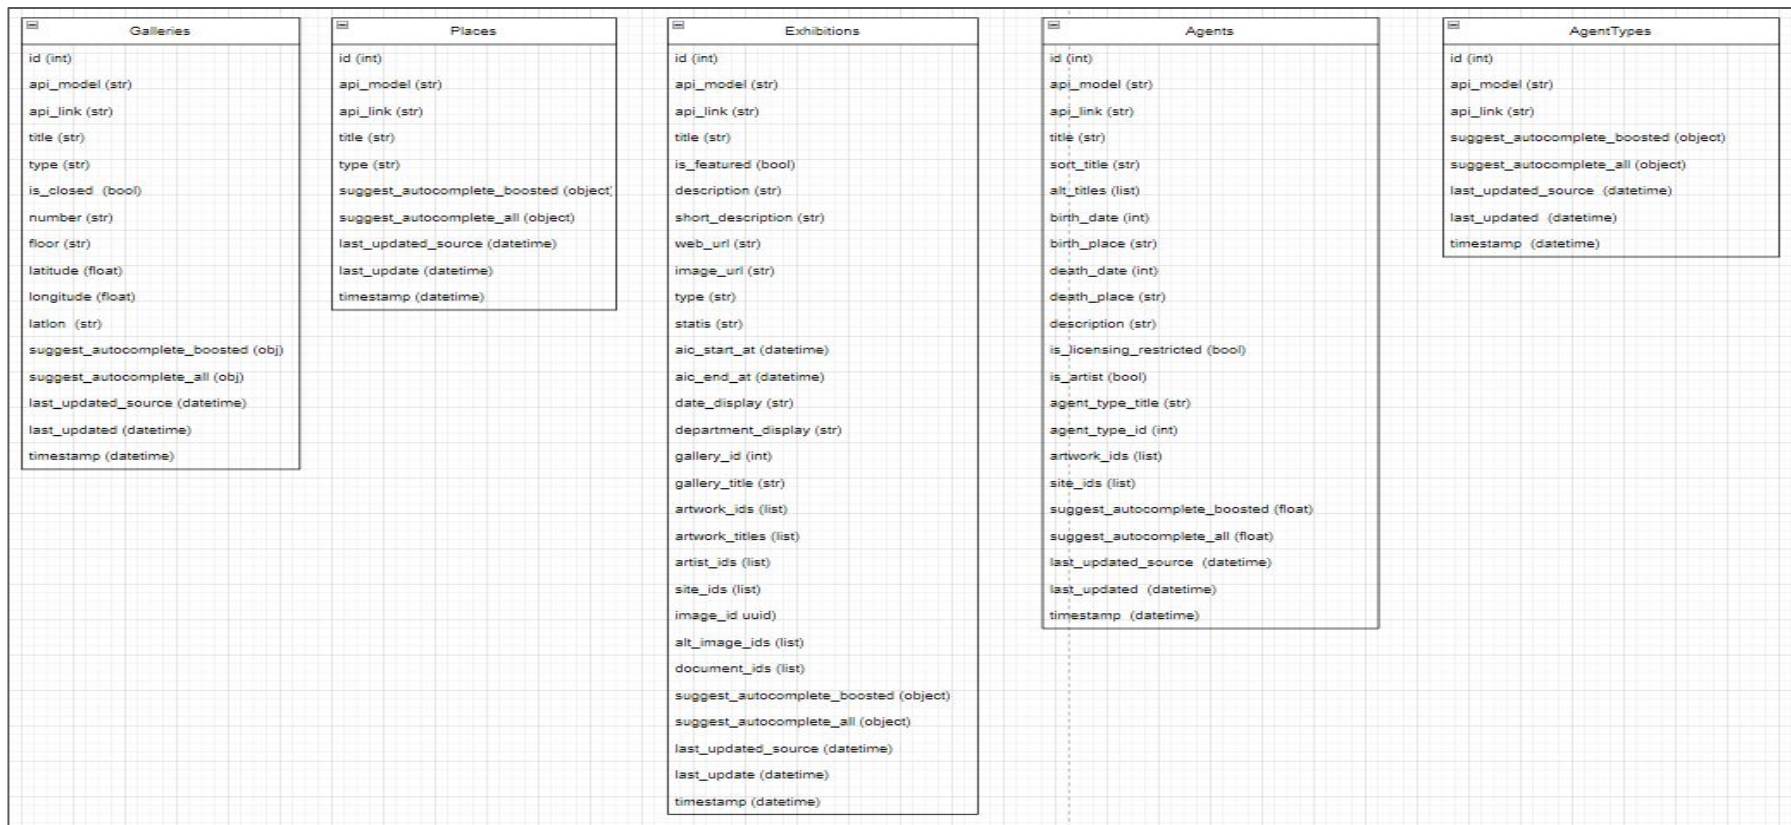 Galleries
id (int)
api_model (str)
api_link (str)
title (str)
type (str)
is_closed (bool)
number (str)
floor (str)
latitude (float)
longitude (float)
latlon (str)
suggest_autocomplete_boosted (obj)
suggest_autocomplete_all (obj)
last_updated_source (datetime)
last_updated (datetime)
timestamp (datetime)
Places
id (int)
api_model (str)
api_link (str)
title (str)
type (str)
suggest_autocomplete_boosted (object)
suggest_autocomplete_all (object)
last_updated_source (datetime)
last_update (datetime)
timestamp (datetime)
Exhibitions
id (int)
api_model (str)
api_link (str)
title (str)
is_featured (bool)
description (str)
short_description (str)
web_url (str)
image_url (str)
type (str)
statis (str)
aic_start_at (datetime)
aic_end_at (datetime)
date_display (str)
department_display (str)
gallery_id (int)
gallery_title (str)
artwork_ids (list)
artwork_titles (list)
artist_ids (list)
site_ids (list)
image_id uuid)
alt_image_ids (list)
document_ids (list)
suggest_autocomplete_boosted (object)
suggest_autocomplete_all (object)
last_updated_source (datetime)
last_update (datetime)
timestamp (datetime)
Agents
id (int)
api_model (str)
api_link (str)
title (str)
sort_title (str)
alt_titles (list)
birth_date (int)
birth_place (str)
death_date (int)
death_place (str)
description (str)
is_licensing_restricted (bool)
is_artist (bool)
agent_type_title (str)
agent_type_id (int)
artwork_ids (list)
site_ids (list)
suggest_autocomplete_boosted (float)
suggest_autocomplete_all (float)
last_updated_source (datetime)
last_updated (datetime)
timestamp (datetime)
AgentTypes
id (int)
api_model (str)
api_link (str)
suggest_autocomplete_boosted (object)
suggest_autocomplete_all (object)
last_updated_source (datetime)
last_updated (datetime)
timestamp (datetime)